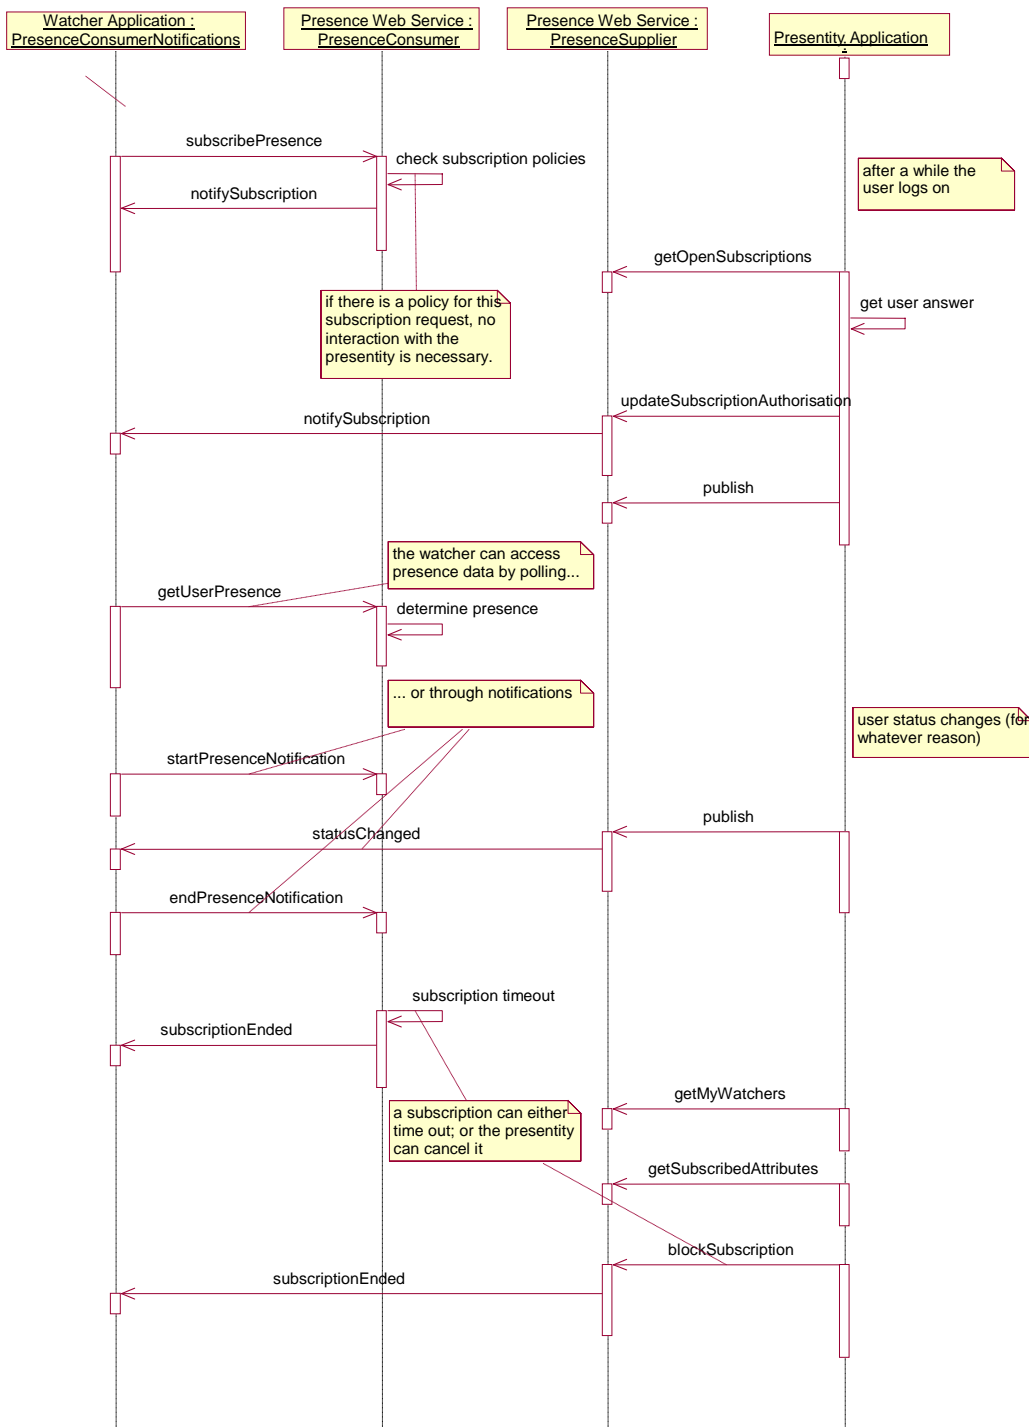 Watcher Application :
PresenceConsumerNotifications
Presence Web Service :
PresenceConsumer
Presence Web Service :
PresenceSupplier
Presentity Application
:
subscribePresence
check subscription policies
after a while the
user logs on
notifySubscription
getOpenSubscriptions
if there is a policy for this
subscription request, no
interaction with the
presentity is necessary.
get user answer
updateSubscriptionAuthorisation
notifySubscription
publish
the watcher can access
presence data by polling...
getUserPresence
determine presence
... or through notifications
user status changes (for
whatever reason)
startPresenceNotification
publish
statusChanged
endPresenceNotification
subscription timeout
subscriptionEnded
getMyWatchers
a subscription can either
time out; or the presentity
can cancel it
getSubscribedAttributes
blockSubscription
subscriptionEnded